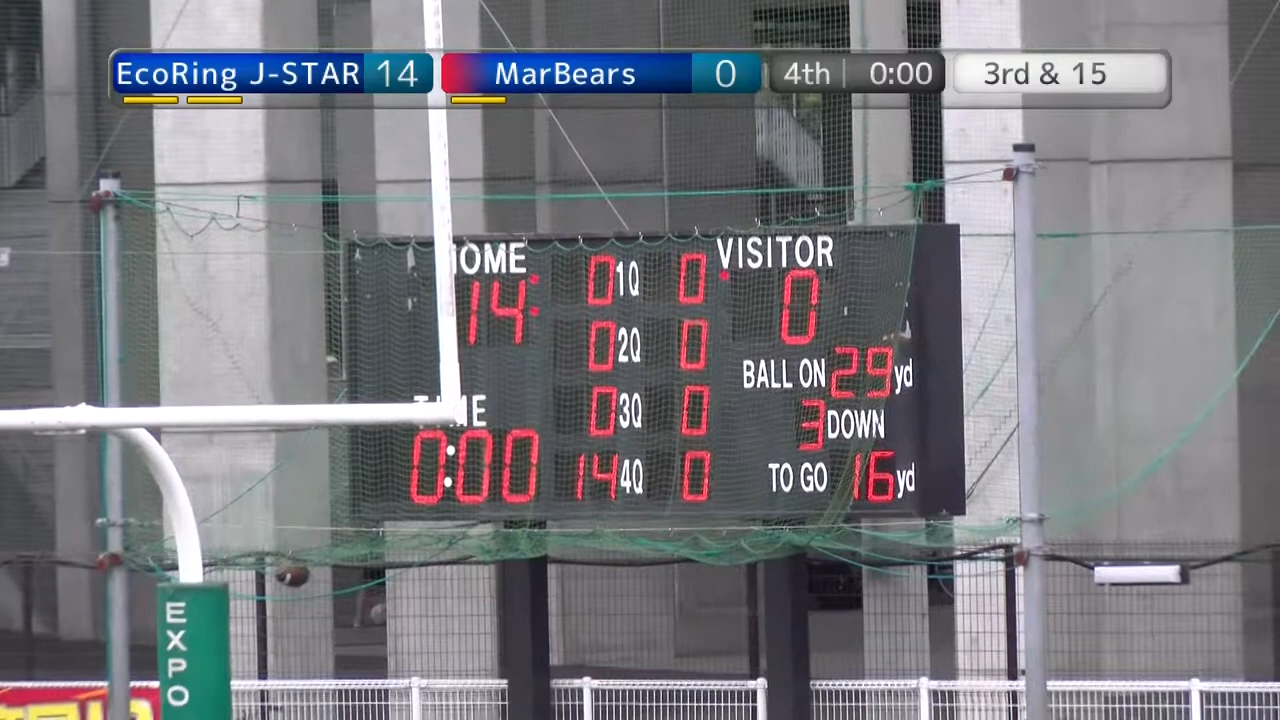 EcoRing J-STAR 14 MarBears 0 4th 0:00 3rd & 15
HOME VISITOR
14 0 1Q 0 0
0 2Q 0
BALL ON 29 yd
TIME 0 3Q 0 3 DOWN
0:00 14 4Q 0 TO GO 16 yd
EXPO